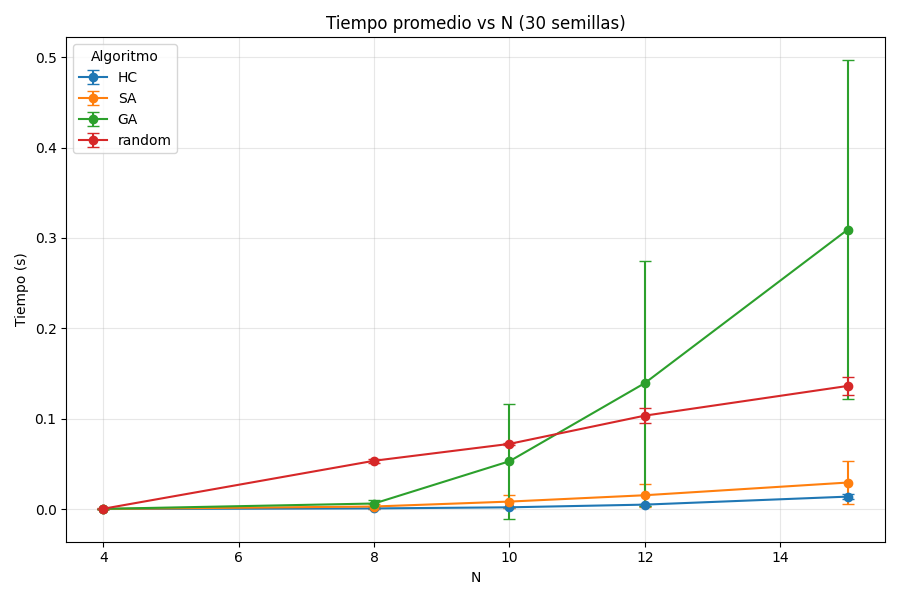 Tiempo promedio vs N (30 semillas)
Algoritmo
HC
SA
GA
random
Tiempo (s)
0.5
0.4
0.3
0.2
0.1
0.0
4
6
8
10
12
14
N